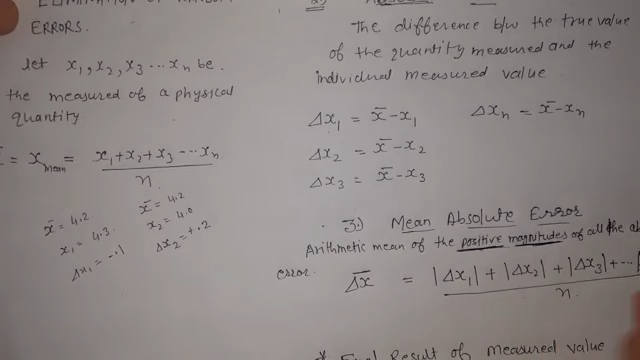 ERRORS.
let x₁, x₂, x₃ ... xₙ be.
the measured of a physical
quantity.
= x_mean = x₁+x₂+x₃ ... xₙ / n
x̄ = 4.2
x₁ = 4.3
Δx₁ = -.1
x̄ = 4.2
x₂ = 4.0
Δx₂ = +.2
The difference b/w the true value
of the quantity measured and the
individual measured value
Δx₁ = x̄-x₁ Δxₙ = x̄-xₙ
Δx₂ = x̄-x₂
Δx₃ = x̄-x₃
3.) Mean Absolute Error
Arithmetic mean of the positive magnitudes of all the
error.
Δx̄ = |Δx₁| + |Δx₂| + |Δx₃| + ... / n
* Final Result of measured value